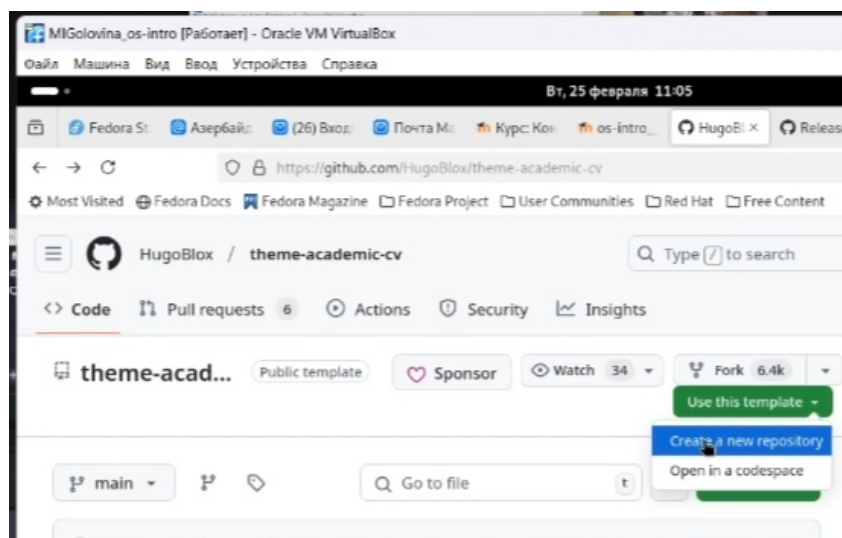 MIGolovina_os-intro [Работает] - Oracle VM VirtualBox
Файл Машина Вид Ввод Устройства Справка
Вт, 25 февраля 11:05
Fedora St Азербайд (26) Вход Почта Ma Курс: Ко os-intro_ HugoBl × Releas
https://github.com/HugoBlox/theme-academic-cv
Most Visited Fedora Docs Fedora Magazine Fedora Project User Communities Red Hat Free Content
HugoBlox / theme-academic-cv Type / to search
<> Code Pull requests 6 Actions Security Insights
theme-acad... Public template Sponsor Watch 34 Fork 6.4k
Use this template
Create a new repository
Open in a codespace
main Go to file t